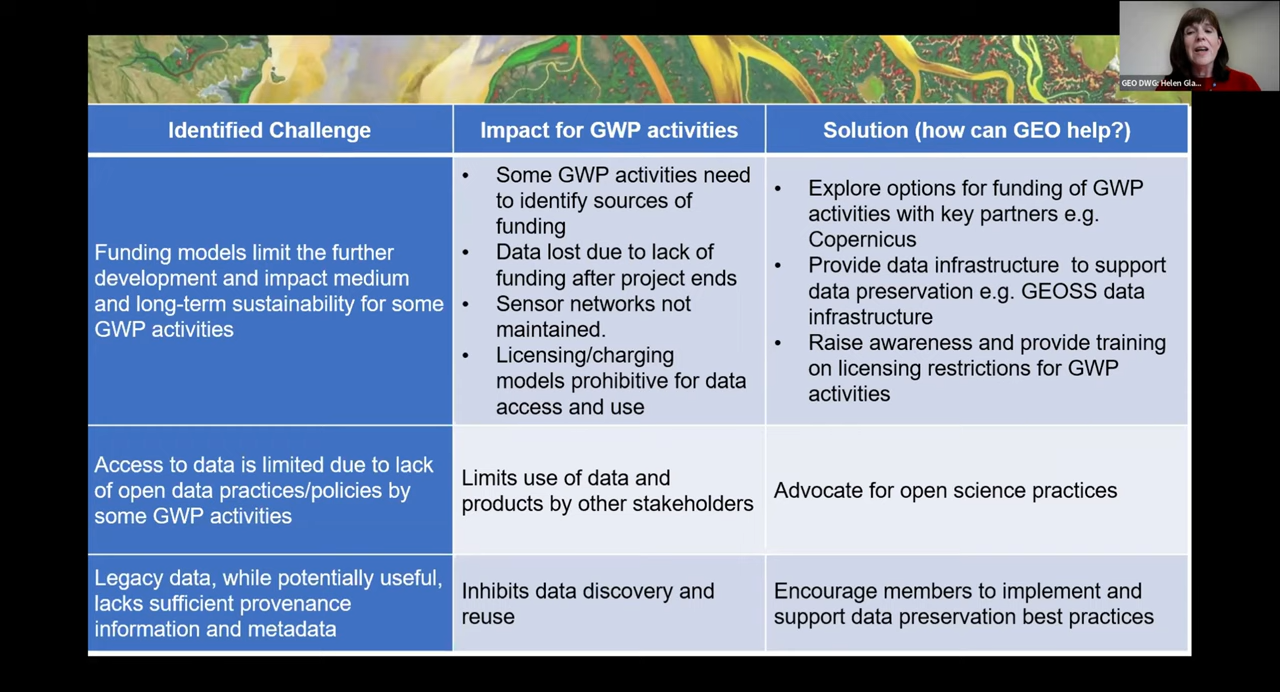 GEO DWG: Helen Gla...
Identified Challenge
Impact for GWP activities
Solution (how can GEO help?)
Funding models limit the further
development and impact medium
and long-term sustainability for some
GWP activities
• Some GWP activities need
to identify sources of
funding
• Data lost due to lack of
funding after project ends
• Sensor networks not
maintained.
• Licensing/charging
models prohibitive for data
access and use
• Explore options for funding of GWP
activities with key partners e.g.
Copernicus
• Provide data infrastructure to support
data preservation e.g. GEOSS data
infrastructure
• Raise awareness and provide training
on licensing restrictions for GWP
activities
Access to data is limited due to lack
of open data practices/policies by
some GWP activities
Limits use of data and
products by other stakeholders
Advocate for open science practices
Legacy data, while potentially useful,
lacks sufficient provenance
information and metadata
Inhibits data discovery and
reuse
Encourage members to implement and
support data preservation best practices